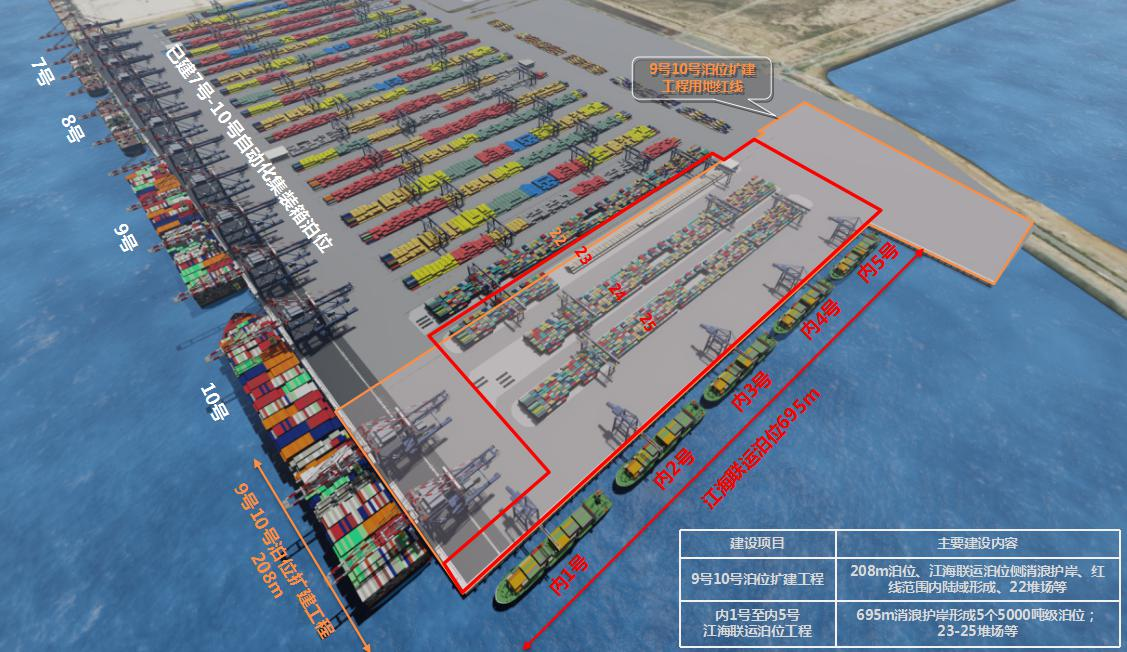 7号
8号
9号
10号
已建7号-10号自动化集装箱泊位
9号10号泊位扩建
工程用地红线
22
23
24
25
内5号
内4号
内3号
内2号
内1号
江海联运泊位695m
9号10号泊位扩建工程
208m
建设项目
主要建设内容
9号10号泊位扩建工程
208m泊位、江海联运泊位侧消浪护岸、红
线范围内陆域形成、22堆场等
内1号至内5号
江海联运泊位工程
695m消浪护岸形成5个5000吨级泊位；
23-25堆场等